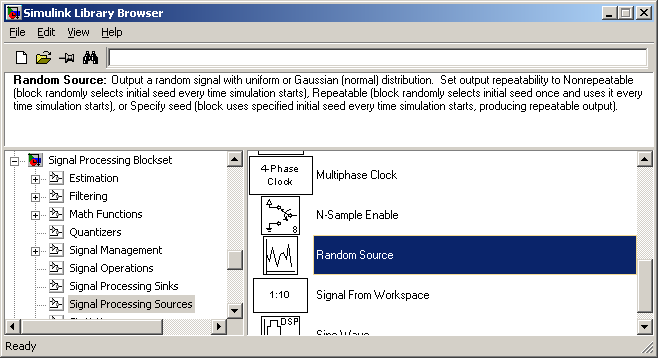 Simulink Library Browser
File Edit View Help
Random Source: Output a random signal with uniform or Gaussian (normal) distribution. Set output repeatability to Nonrepeatable
(block randomly selects initial seed every time simulation starts), Repeatable (block randomly selects initial seed once and uses it every
time simulation starts), or Specify seed (block uses specified initial seed every time simulation starts, producing repeatable output).
Signal Processing Blockset
Estimation
Filtering
Math Functions
Quantizers
Signal Management
Signal Operations
Signal Processing Sinks
Signal Processing Sources
4-Phase
Clock
Multiphase Clock
8
N-Sample Enable
Random Source
1:10
Signal From Workspace
DSP
Sine Wave
Ready